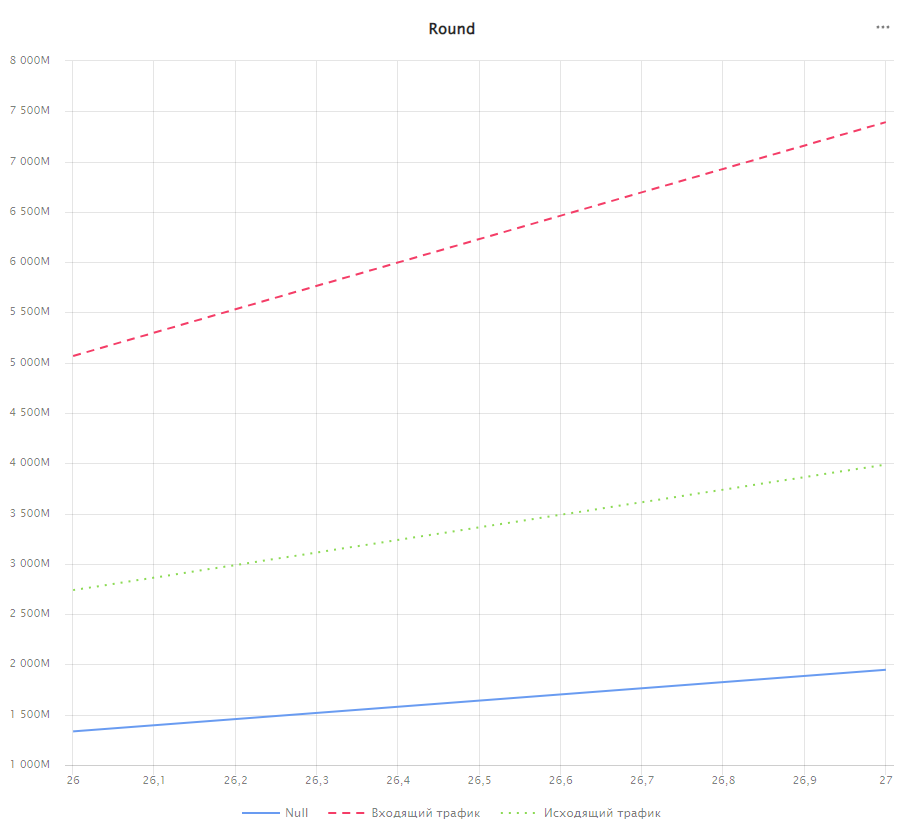 Round
8 000M
7 500M
7 000M
6 500M
6 000M
5 500M
5 000M
4 500M
4 000M
3 500M
3 000M
2 500M
2 000M
1 500M
1 000M
26 26,1 26,2 26,3 26,4 26,5 26,6 26,7 26,8 26,9 27
Null Входящий трафик Исходящий трафик